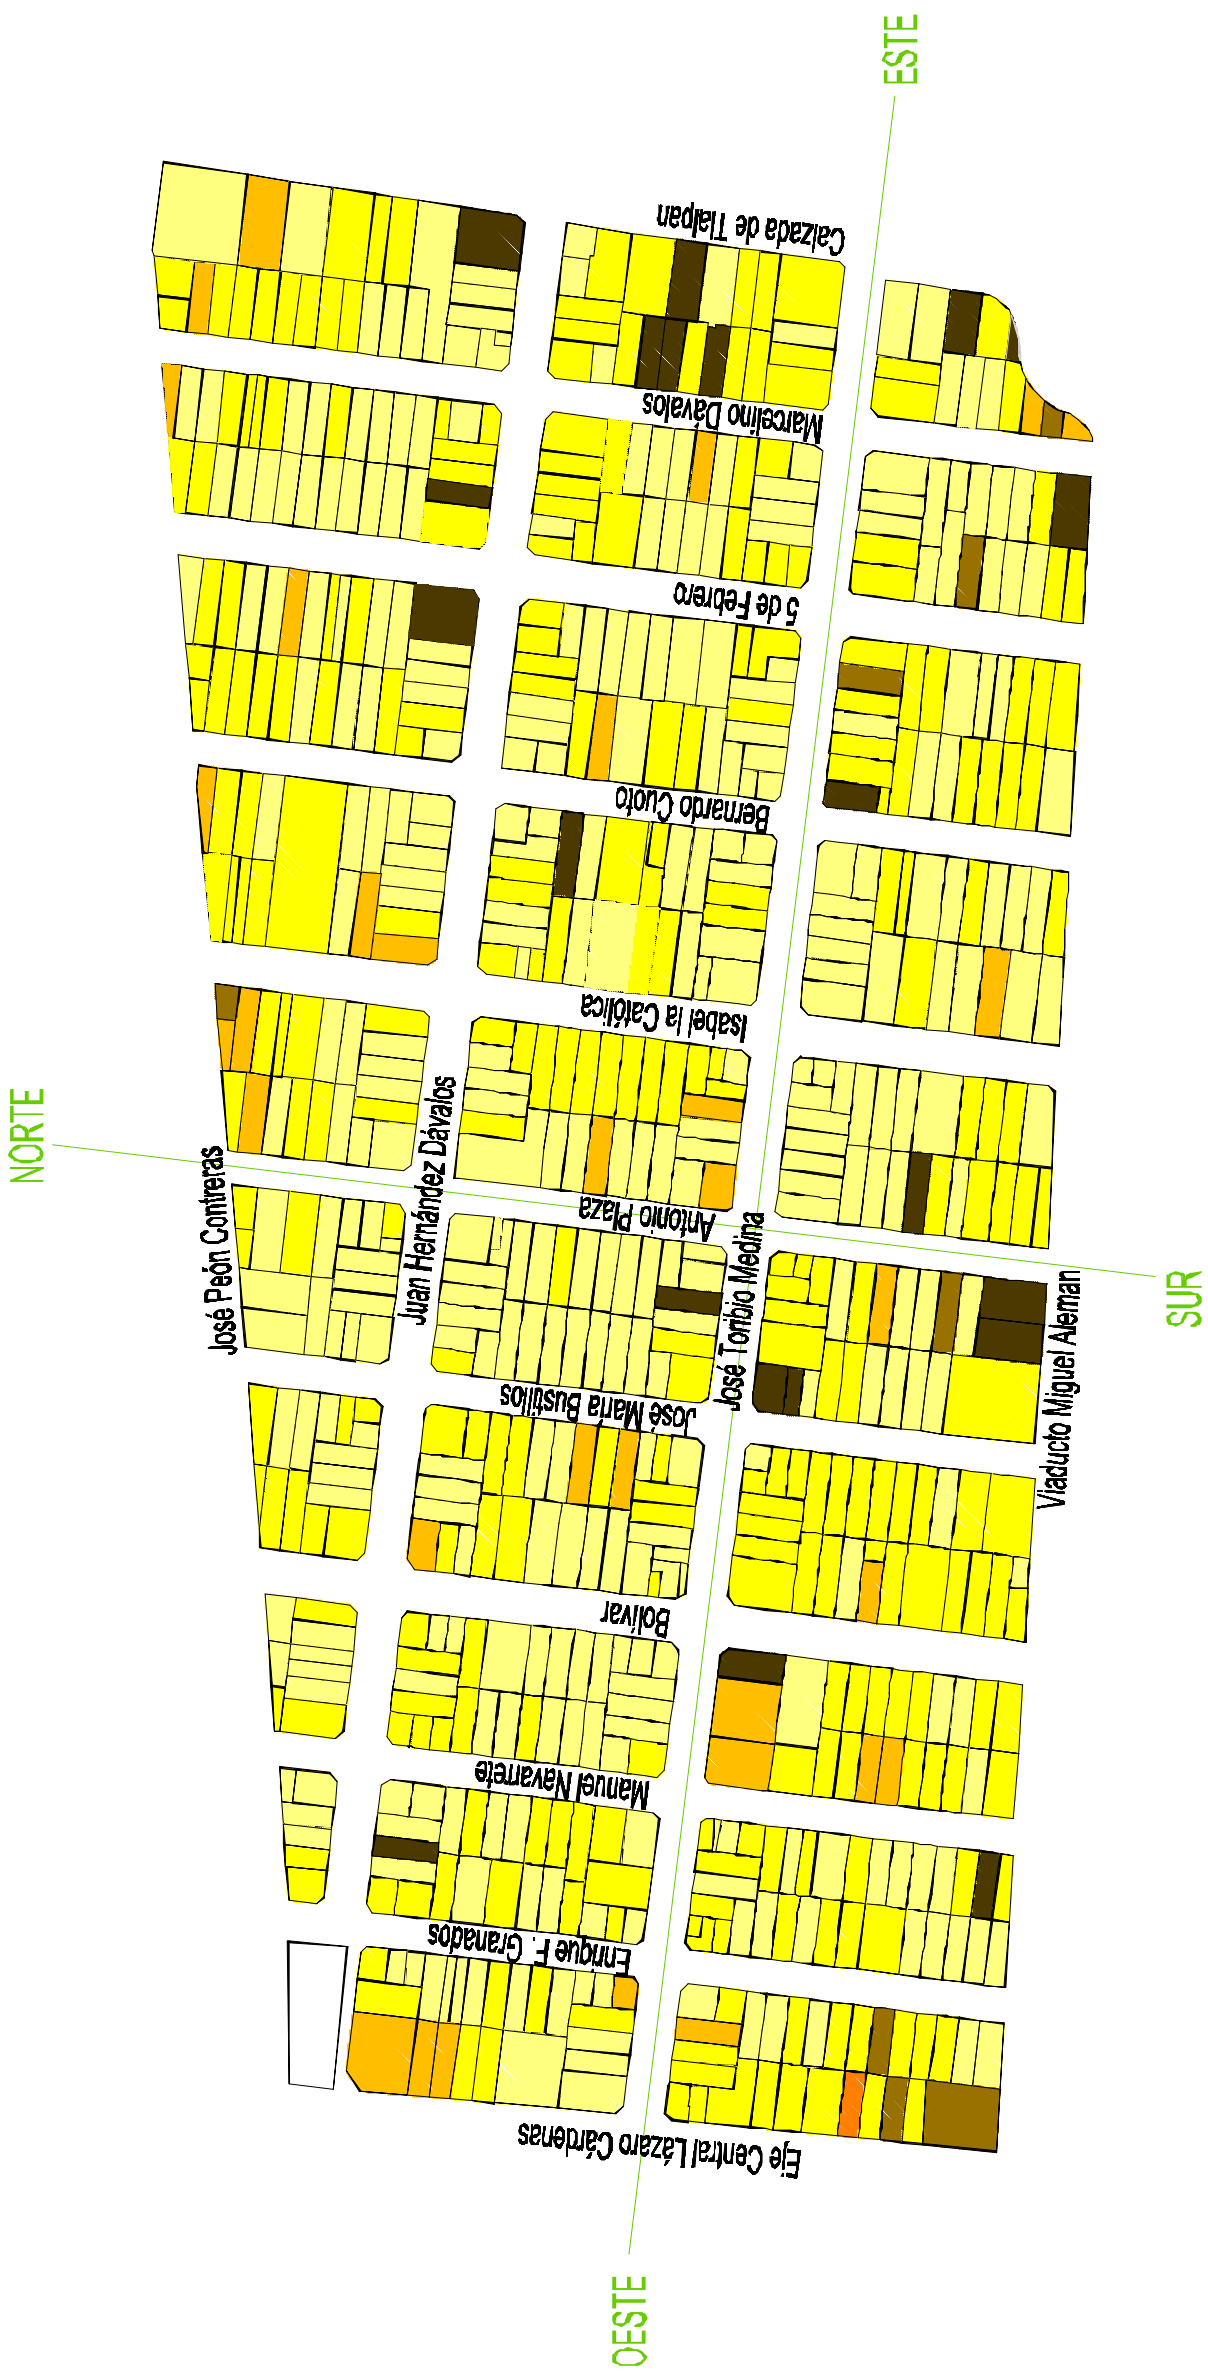 ESTE
Calzada de Tlalpan
Marcelino Dávalos
5 de Febrero
Bernardo Cuoto
Isabel la Católica
NORTE
José Peón Contreras
Juan Hernández Dávalos
Antonio Plaza
José Toribio Medina
Viaducto Miguel Aleman
SUR
José María Bustillos
Bolívar
Manuel Navarrete
Enrique F. Granados
Eje Central Lázaro Cárdenas
OESTE